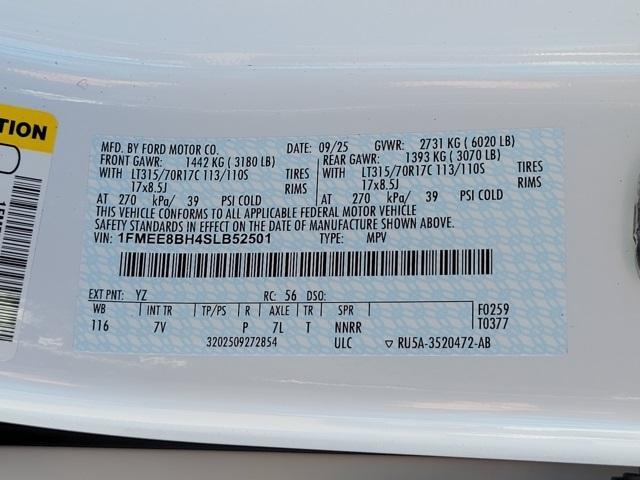 TION
MFD. BY FORD MOTOR CO. DATE: 09/25 GVWR: 2731 KG ( 6020 LB)
FRONT GAWR: 1442 KG ( 3180 LB) REAR GAWR: 1393 KG ( 3070 LB)
WITH LT315/70R17C 113/110S TIRES WITH LT315/70R17C 113/110S TIRES
17x8.5J RIMS 17x8.5J RIMS
AT 270 kPa/ 39 PSI COLD AT 270 kPa/ 39 PSI COLD
THIS VEHICLE CONFORMS TO ALL APPLICABLE FEDERAL MOTOR VEHICLE
SAFETY STANDARDS IN EFFECT ON THE DATE OF MANUFACTURE SHOWN ABOVE.
VIN: 1FMEE8BH4SLB52501 TYPE: MPV
EXT PNT: YZ RC: 56 DSO:
WB INT TR TP/PS R AXLE TR SPR F0259
116 7V P 7L T NNRR T0377
3202509272854 ULC ▽ RU5A-3520472-AB